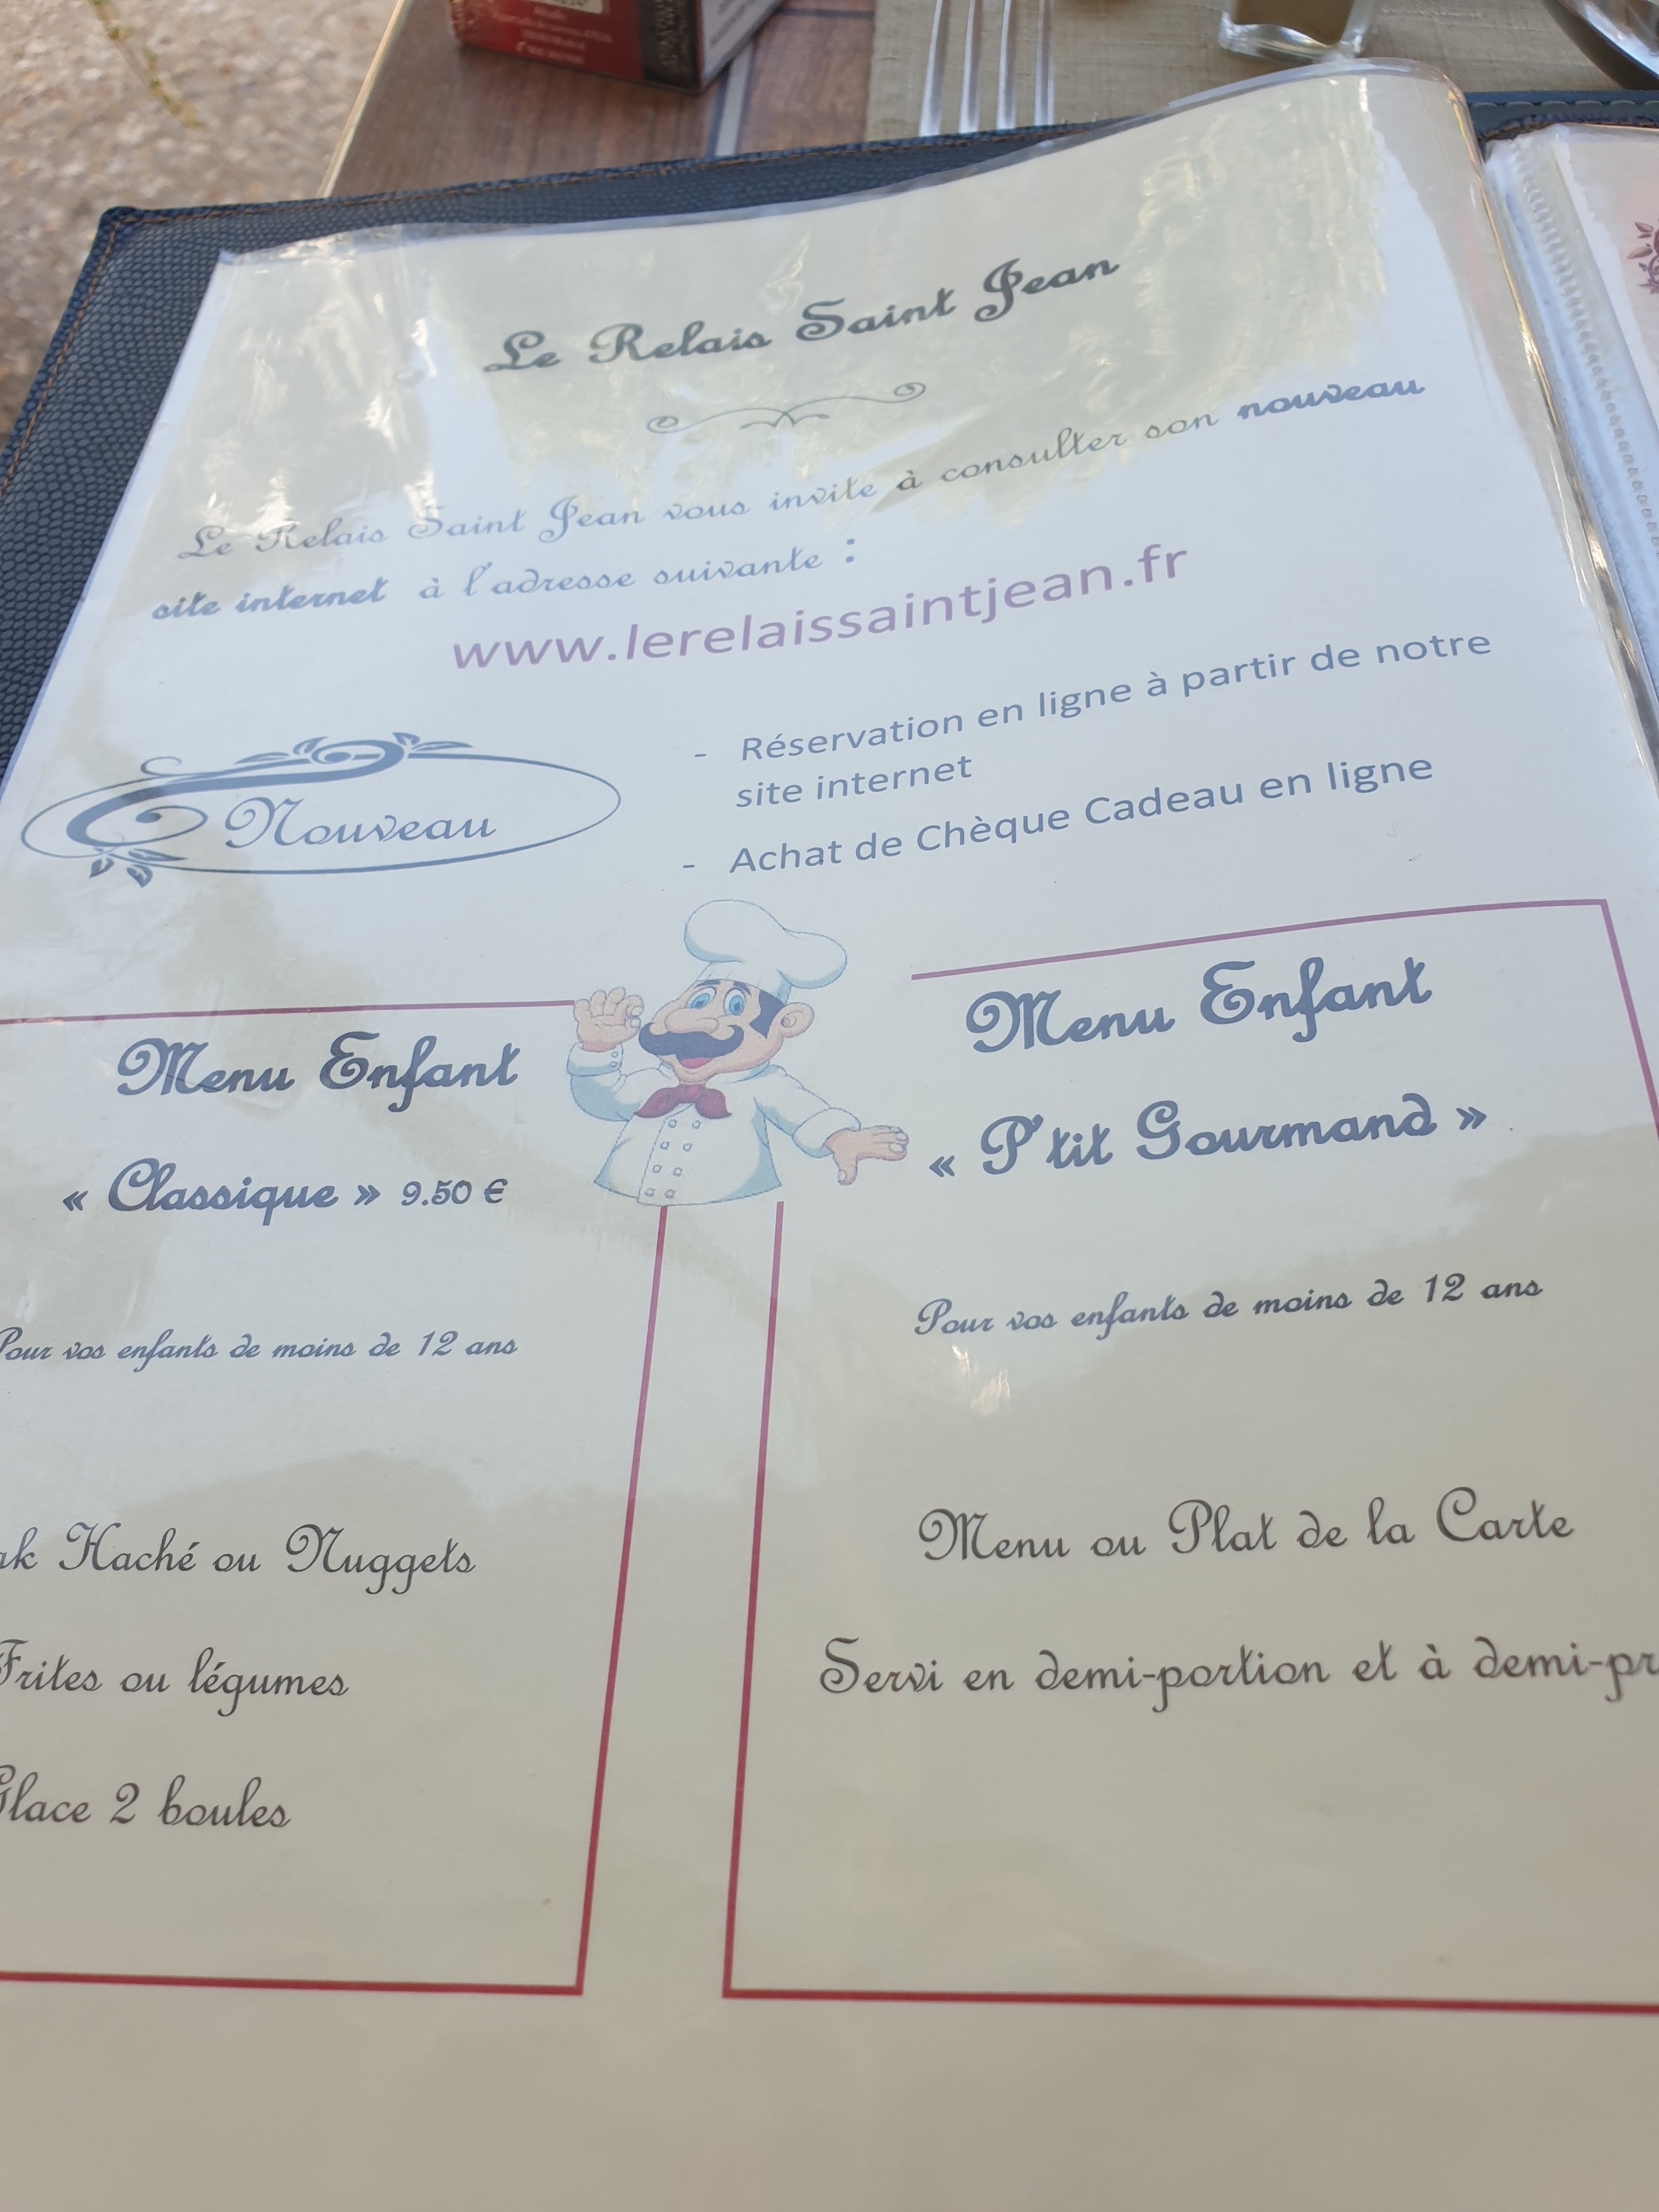 Le Relais Saint Jean
Le Relais Saint Jean vous invite à consulter son nouveau
site internet à l'adresse suivante :
www.lerelaissaintjean.fr
Nouveau
- Réservation en ligne à partir de notre
site internet
- Achat de Chèque Cadeau en ligne
Menu Enfant
« Classique » 9.50 €
Pour vos enfants de moins de 12 ans
Haché ou Nuggets
Frites ou légumes
Glace 2 boules
Menu Enfant
« P'tit Gourmand »
Pour vos enfants de moins de 12 ans
Menu ou Plat de la Carte
Servi en demi-portion et à